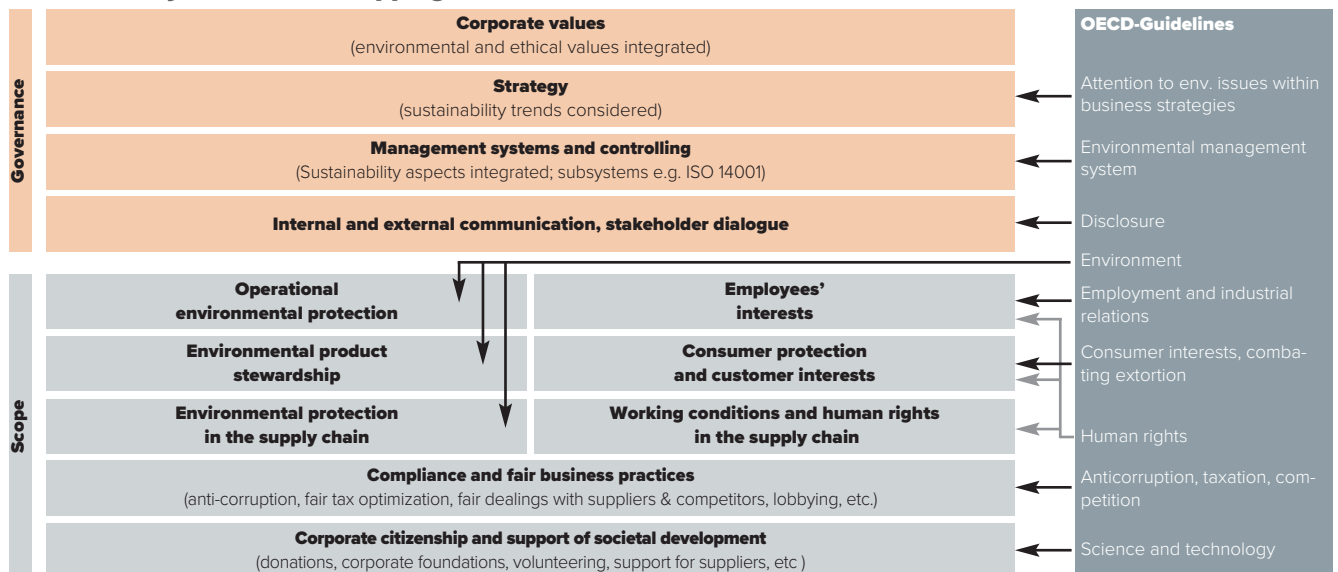 Governance
Corporate values
(environmental and ethical values integrated)
Strategy
(sustainability trends considered)
Management systems and controlling
(Sustainability aspects integrated; subsystems e.g. ISO 14001)
Internal and external communication, stakeholder dialogue
Scope
Operational
environmental protection
Employees’
interests
Environmental product
stewardship
Consumer protection
and customer interests
Environmental protection
in the supply chain
Working conditions and human rights
in the supply chain
Compliance and fair business practices
(anti-corruption, fair tax optimization, fair dealings with suppliers & competitors, lobbying, etc.)
Corporate citizenship and support of societal development
(donations, corporate foundations, volunteering, support for suppliers, etc )
OECD-Guidelines
Attention to env. issues within
business strategies
Environmental management
system
Disclosure
Environment
Employment and industrial
relations
Consumer interests, comba-
ting extortion
Human rights
Anticorruption, taxation, com-
petition
Science and technology